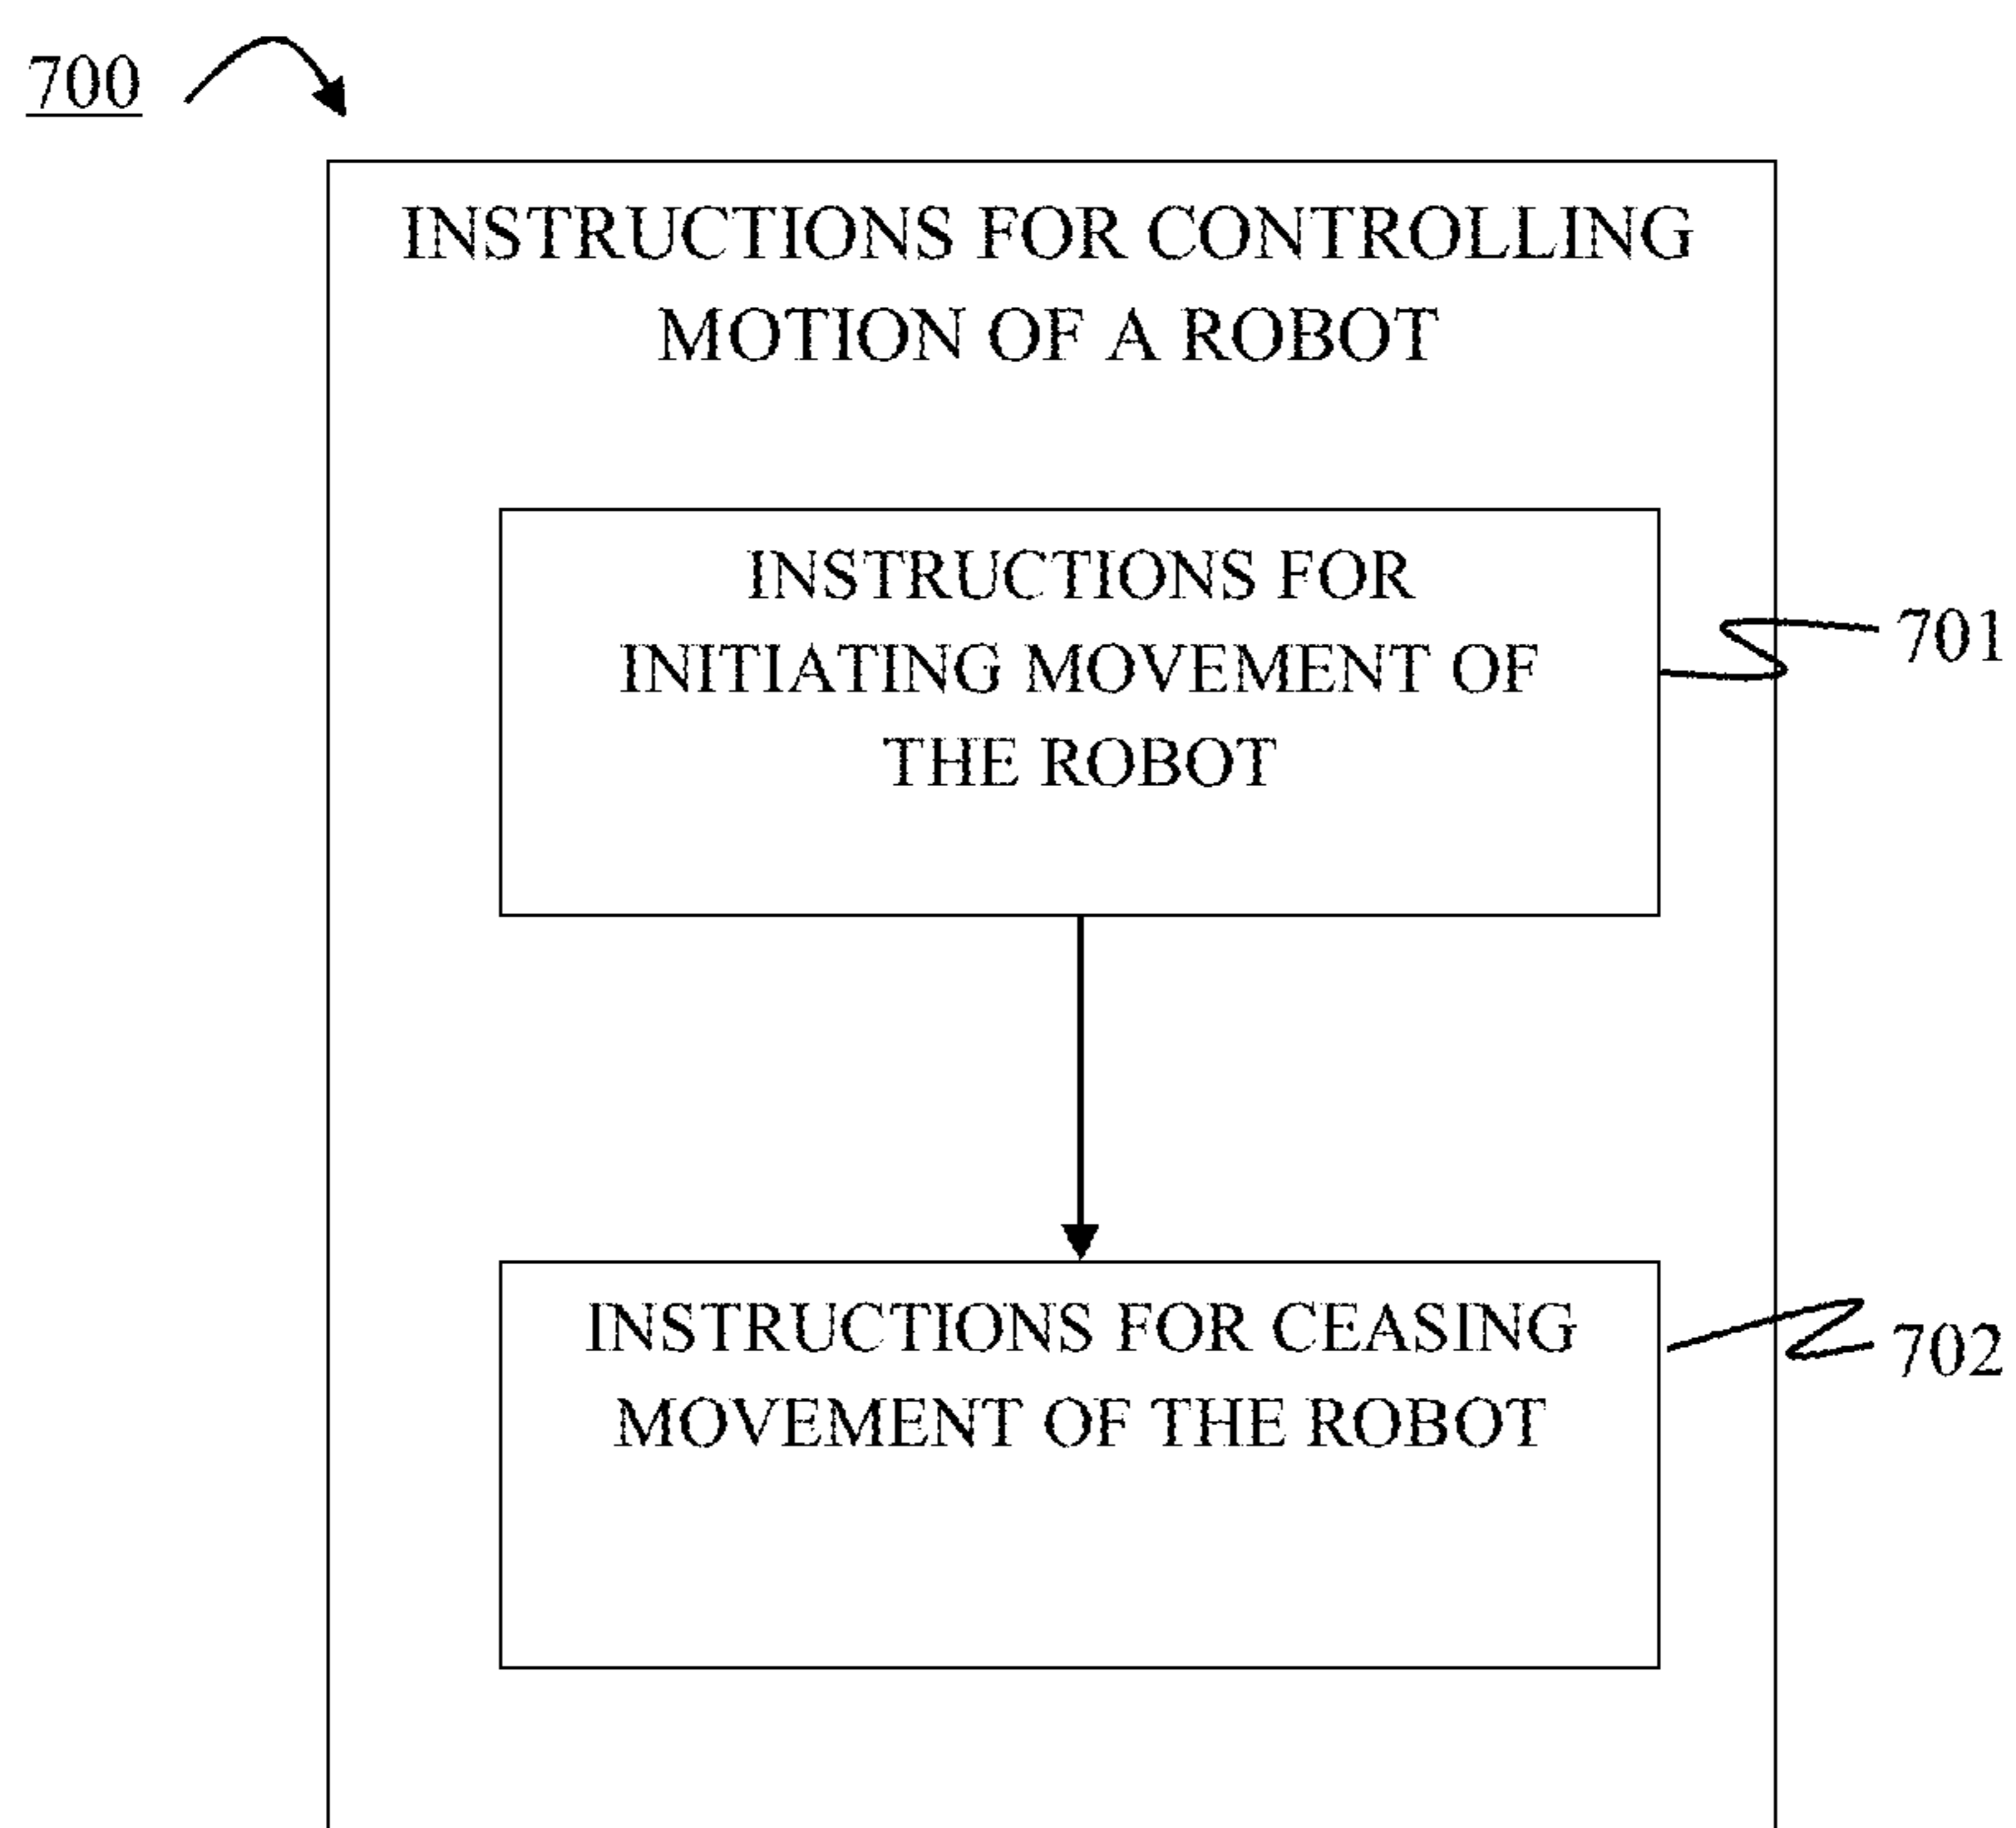 700
INSTRUCTIONS FOR CONTROLLING
MOTION OF A ROBOT
INSTRUCTIONS FOR
INITIATING MOVEMENT OF
THE ROBOT
701
INSTRUCTIONS FOR CEASING
MOVEMENT OF THE ROBOT
702